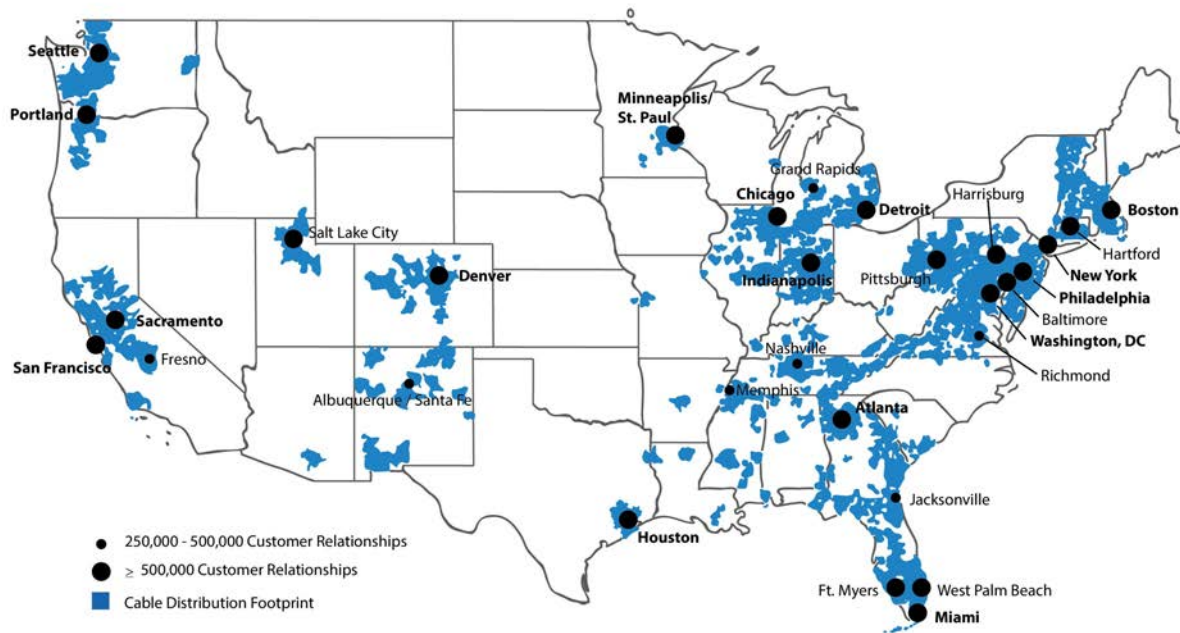 Seattle
Portland
Minneapolis/
St. Paul
Grand Rapids
Chicago
Detroit
Harrisburg
Boston
Hartford
New York
Philadelphia
Baltimore
Washington, DC
Pittsburgh
Indianapolis
Richmond
Salt Lake City
Denver
Sacramento
San Francisco
Fresno
Albuquerque / Santa Fe
Nashville
Memphis
Atlanta
Jacksonville
Houston
Ft. Myers
West Palm Beach
Miami
250,000 - 500,000 Customer Relationships
≥ 500,000 Customer Relationships
Cable Distribution Footprint